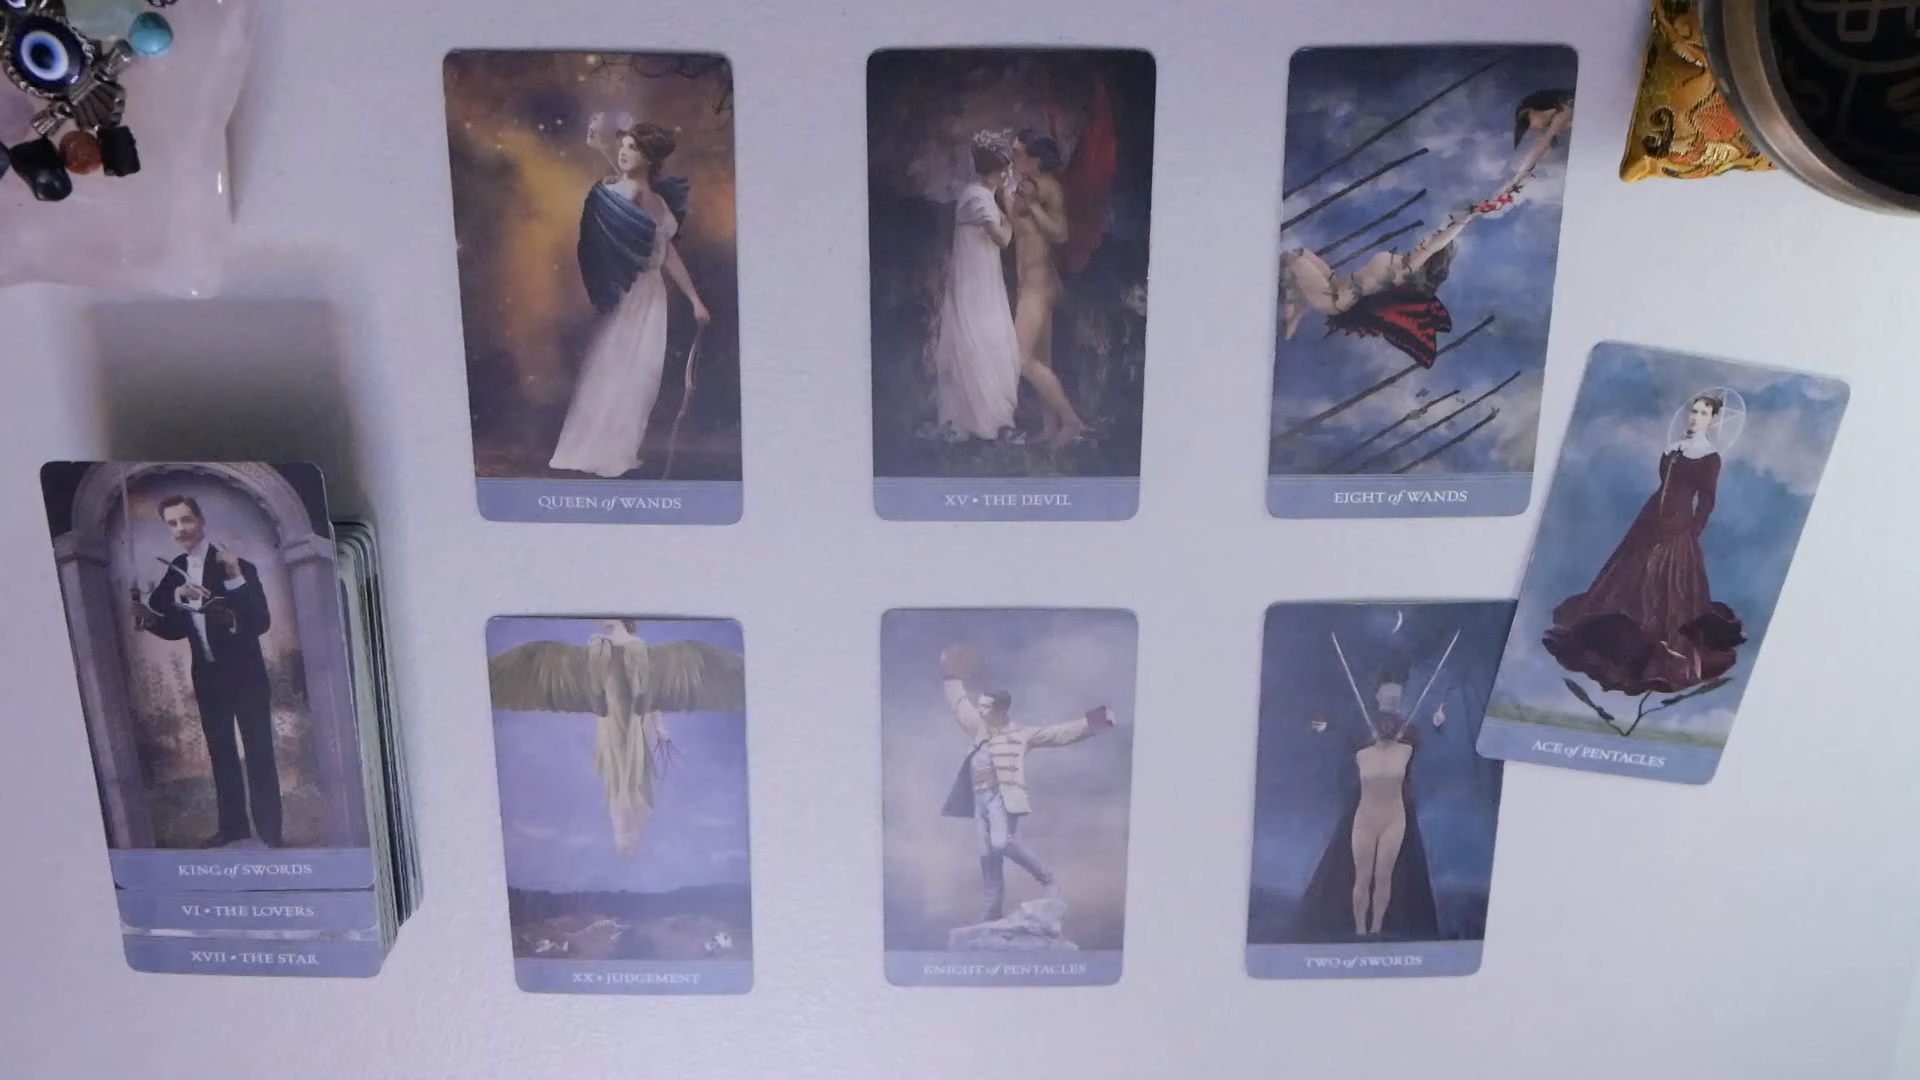 QUEEN of WANDS
XV • THE DEVIL
EIGHT of WANDS
ACE of PENTACLES
KING of SWORDS
VI • THE LOVERS
XVII • THE STAR
XX • JUDGEMENT
KNIGHT of PENTACLES
TWO of SWORDS